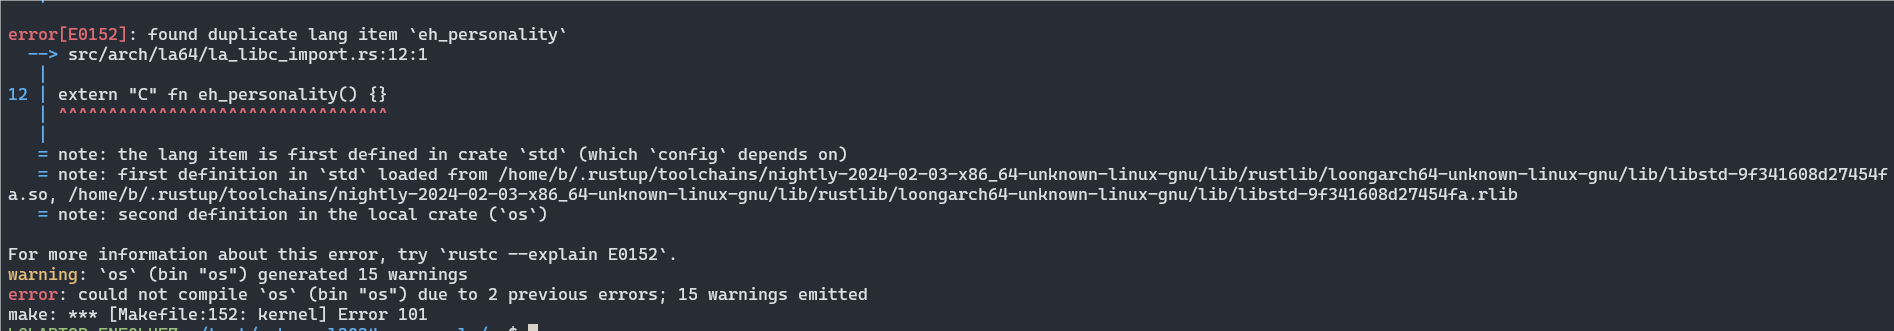 error[E0152]: found duplicate lang item `eh_personality`
  --> src/arch/la64/la_libc_import.rs:12:1
   |
12 | extern "C" fn eh_personality() {}
   | ^^^^^^^^^^^^^^^^^^^^^^^^^^^^^^^^^
   |
   = note: the lang item is first defined in crate `std` (which `config` depends on)
   = note: first definition in `std` loaded from /home/b/.rustup/toolchains/nightly-2024-02-03-x86_64-unknown-linux-gnu/lib/rustlib/loongarch64-unknown-linux-gnu/lib/libstd-9f341608d27454f
a.so, /home/b/.rustup/toolchains/nightly-2024-02-03-x86_64-unknown-linux-gnu/lib/rustlib/loongarch64-unknown-linux-gnu/lib/libstd-9f341608d27454fa.rlib
   = note: second definition in the local crate (`os`)
For more information about this error, try `rustc --explain E0152`.
warning: `os` (bin "os") generated 15 warnings
error: could not compile `os` (bin "os") due to 2 previous errors; 15 warnings emitted
make: *** [Makefile:152: kernel] Error 101